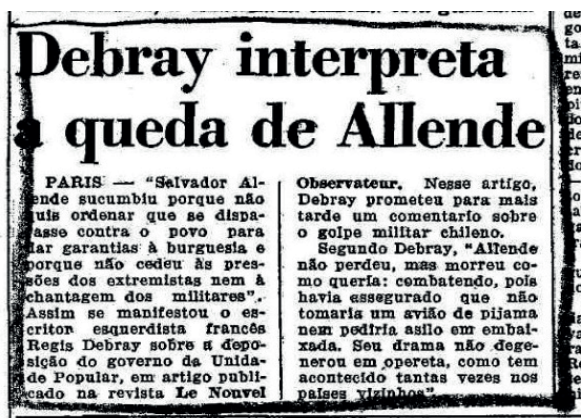 Debray interpreta
a queda de Allende
PARIS — "Salvador Al-
lende sucumbiu porque não
quis ordenar que se dispa-
rasse contra o povo para
dar garantias à burguesia e
porque não cedeu às pres-
sões dos extremistas nem à
chantagem dos militares".
Assim se manifestou o es-
critor esquerdista francês
Regis Debray sobre a depo-
sição do governo da Unida-
de Popular, em artigo publi-
cado na revista Le Nouvel
Observateur. Nesse artigo,
Debray prometeu para mais
tarde um comentario sobre
o golpe militar chileno.
Segundo Debray, "Allende
não perdeu, mas morreu co-
mo queria: combatendo, pois
havia assegurado que não
tomaria um avião de pijama
nem pediria asilo em embai-
xada. Seu drama não dege-
nerou em opereta, como tem
acontecido tantas vezes nos
países vizinhos".